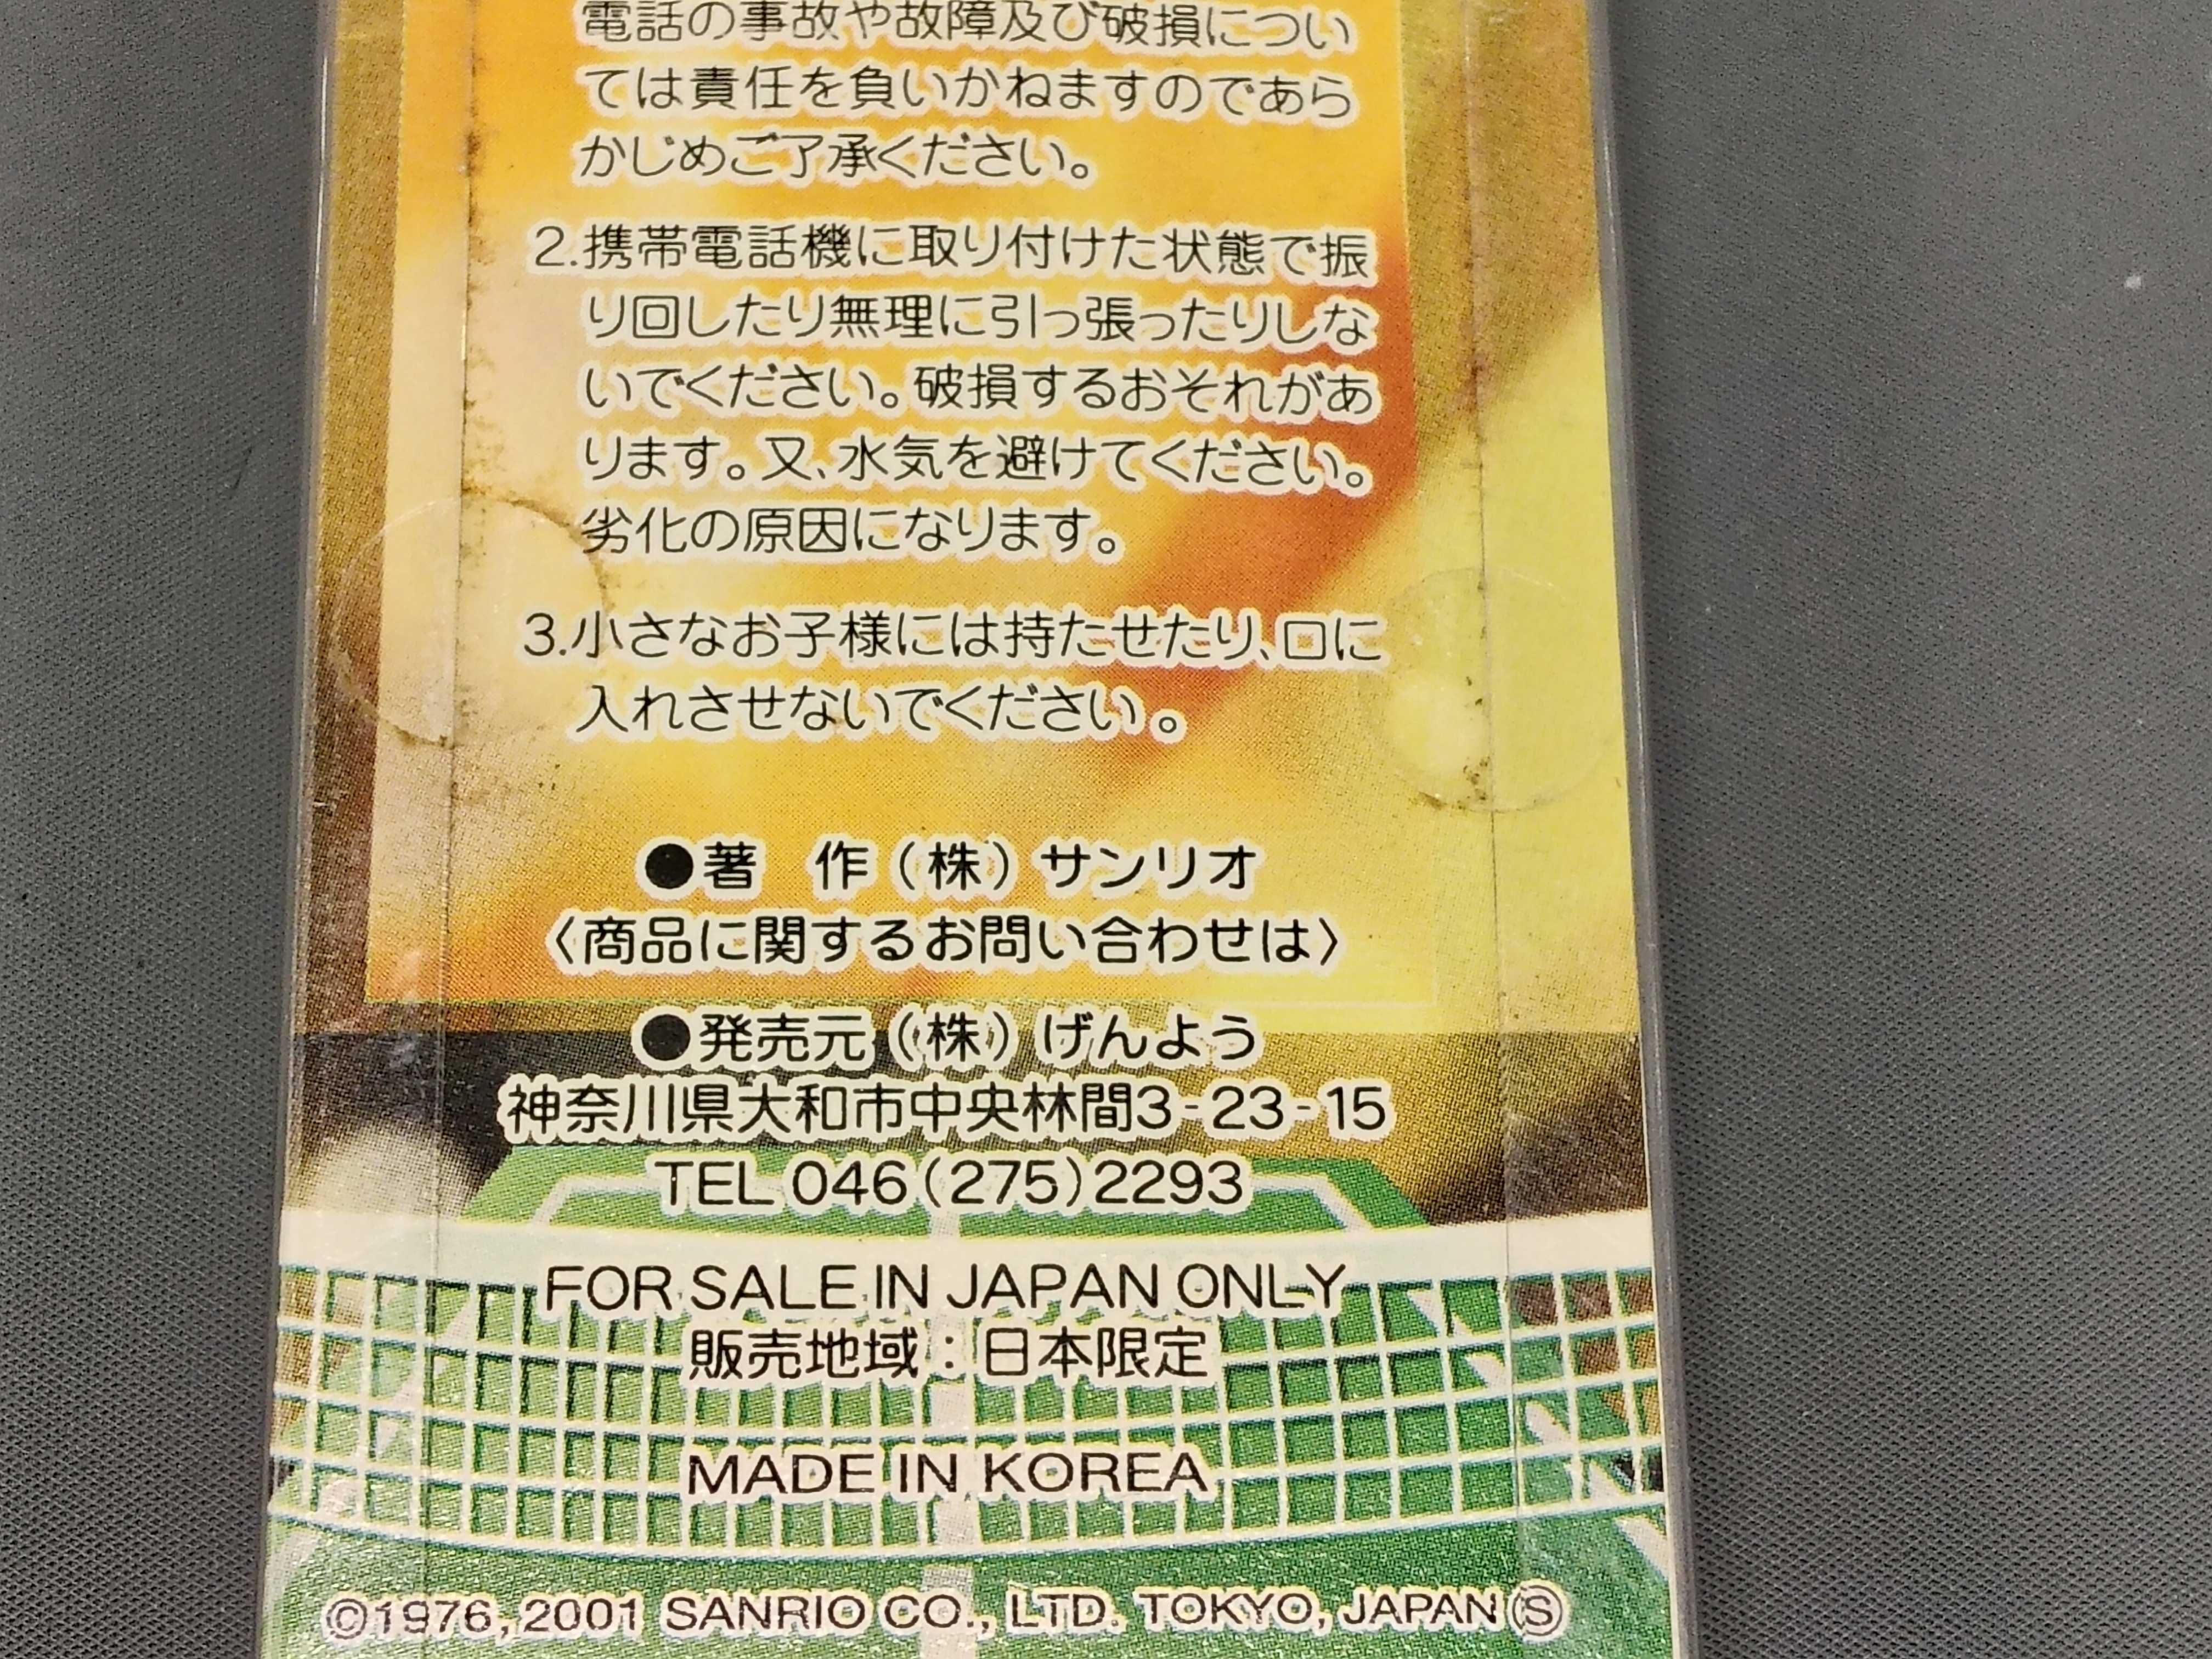 電話の事故や故障及び破損につい
ては責任を負いかねますのであら
かじめご了承ください。
2.携帯電話機に取り付けた状態で振
り回したり無理に引っ張ったりしな
いでください。破損するおそれがあ
ります。又、水気を避けてください。
劣化の原因になります。
3.小さなお子様には持たせたり、口に
入れさせないでください。
●著　作（株）サンリオ
〈商品に関するお問い合わせは〉
●発売元（株）げんよう
神奈川県大和市中央林間3-23-15
TEL 046(275)2293
FOR SALE IN JAPAN ONLY
販売地域：日本限定
MADE IN KOREA
©1976,2001 SANRIO CO., LTD. TOKYO, JAPAN Ⓢ